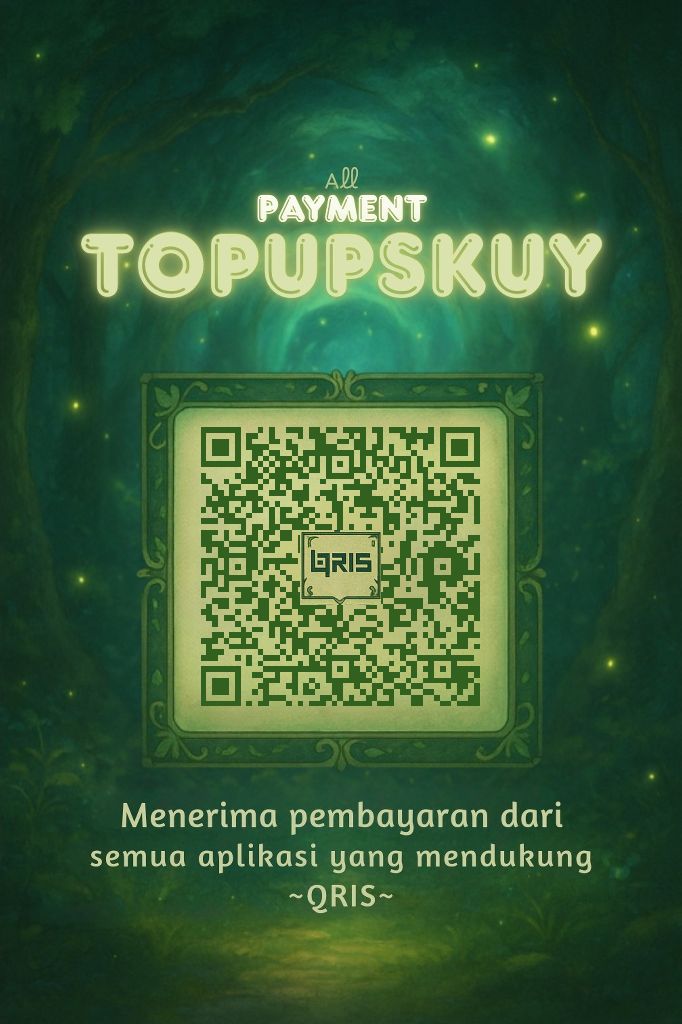 All
PAYMENT
TOPUPSKUY
QRIS
Menerima pembayaran dari
semua aplikasi yang mendukung
~QRIS~